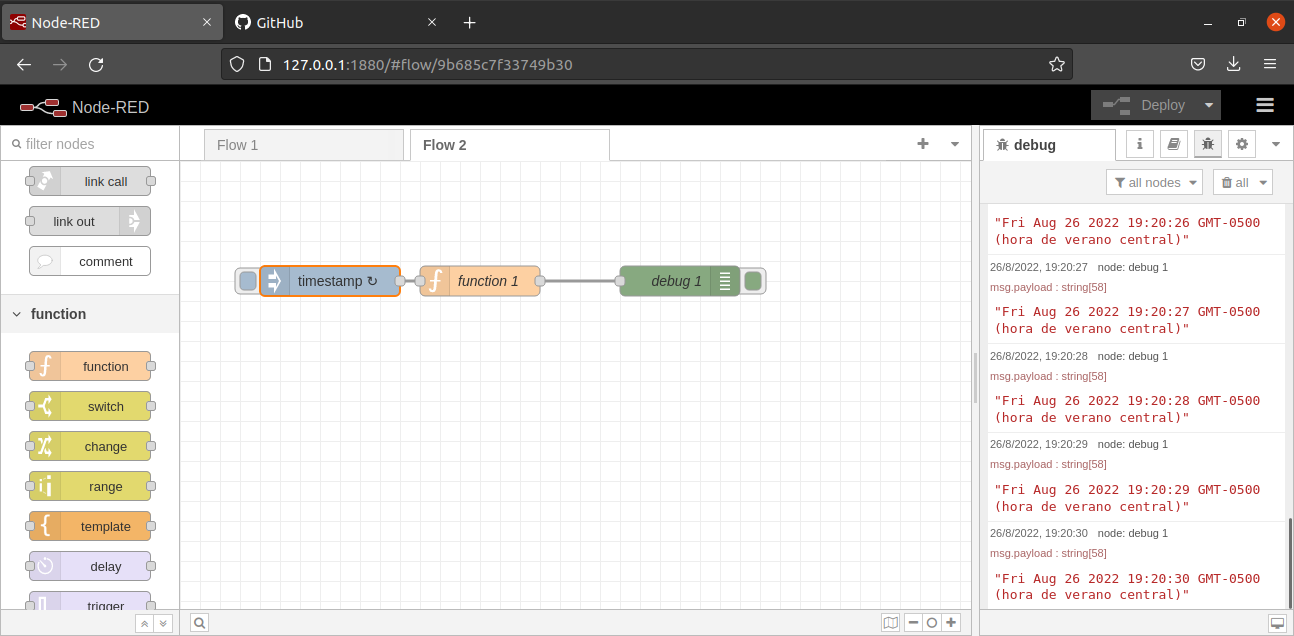 Node-RED
GitHub
127.0.0.1:1880/#flow/9b685c7f33749b30
Node-RED
Deploy
filter nodes
Flow 1
Flow 2
debug
all nodes
all
link call
link out
comment
function
function
switch
change
range
template
delay
trigger
timestamp ↻
function 1
debug 1
"Fri Aug 26 2022 19:20:26 GMT-0500
(hora de verano central)"
26/8/2022, 19:20:27 node: debug 1
msg.payload : string[58]
"Fri Aug 26 2022 19:20:27 GMT-0500
(hora de verano central)"
26/8/2022, 19:20:28 node: debug 1
msg.payload : string[58]
"Fri Aug 26 2022 19:20:28 GMT-0500
(hora de verano central)"
26/8/2022, 19:20:29 node: debug 1
msg.payload : string[58]
"Fri Aug 26 2022 19:20:29 GMT-0500
(hora de verano central)"
26/8/2022, 19:20:30 node: debug 1
msg.payload : string[58]
"Fri Aug 26 2022 19:20:30 GMT-0500
(hora de verano central)"